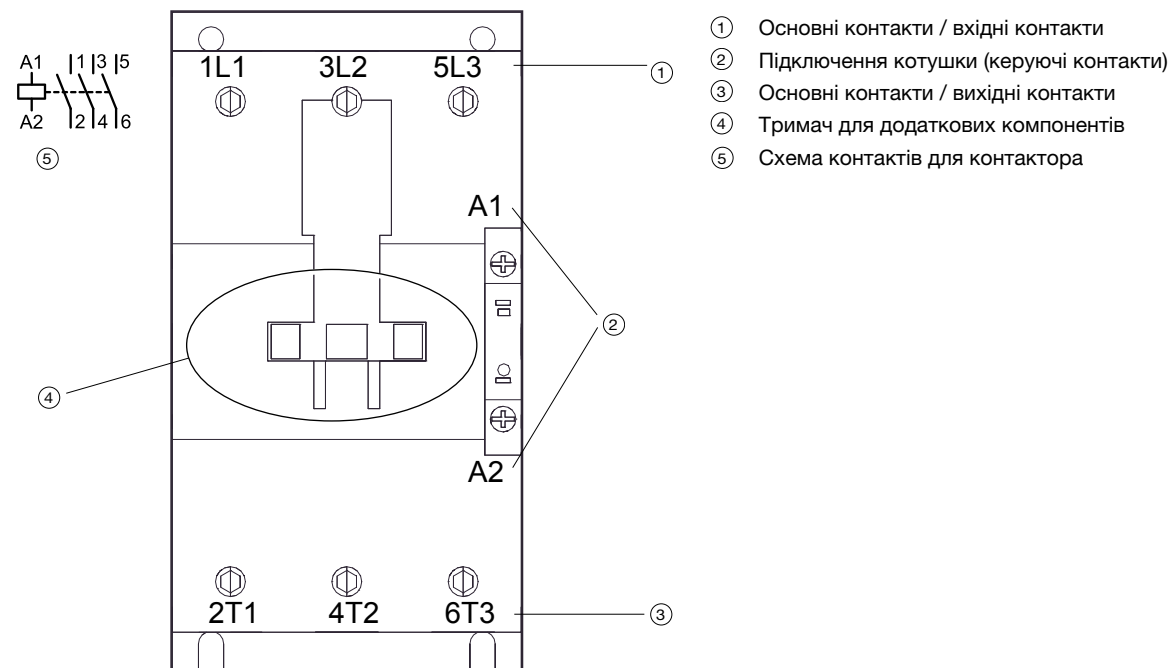 A1 1 3 5
A2 2 4 6
⑤
1L1 3L2 5L3
①
A1
②
④
A2
2T1 4T2 6T3
③
① Основні контакти / вхідні контакти
② Підключення котушки (керуючі контакти)
③ Основні контакти / вихідні контакти
④ Тримач для додаткових компонентів
⑤ Схема контактів для контактора